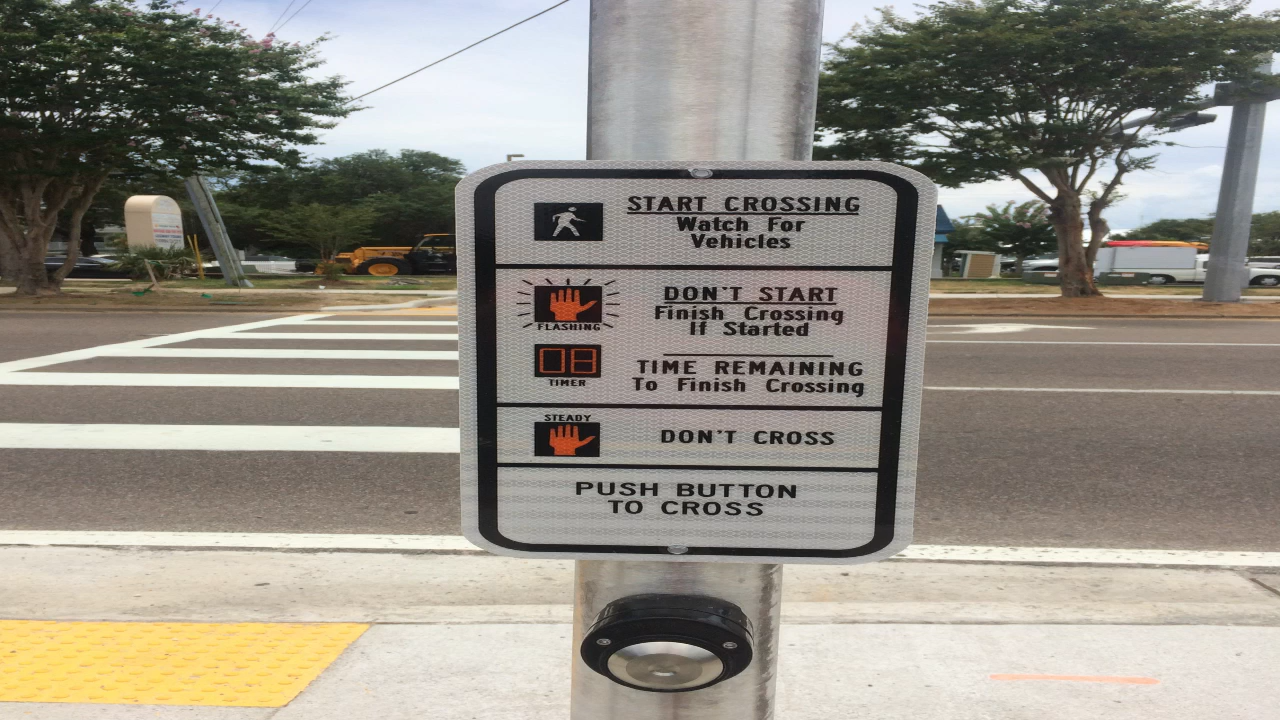 START CROSSING
Watch For
Vehicles
FLASHING
DON'T START
Finish Crossing
If Started
08
TIMER
TIME REMAINING
To Finish Crossing
STEADY
DON'T CROSS
PUSH BUTTON
TO CROSS